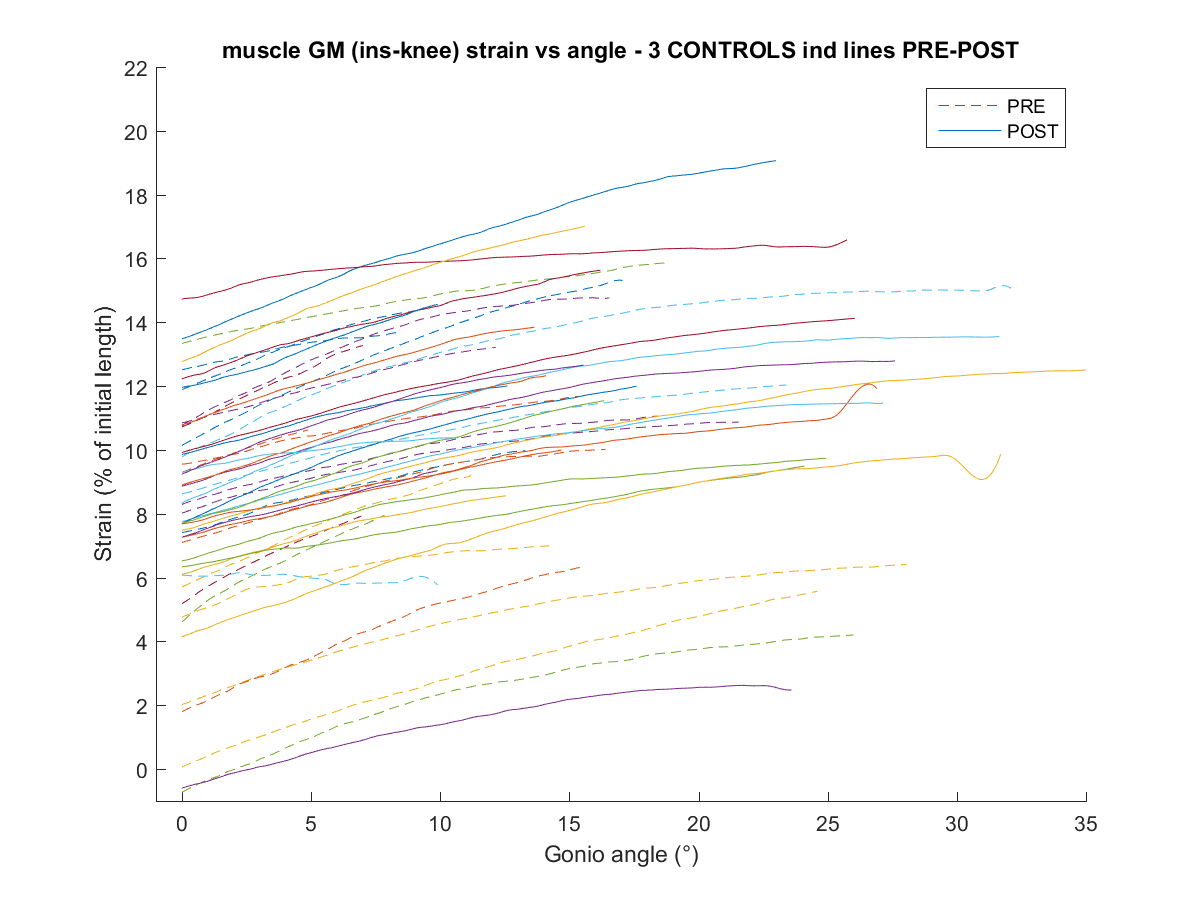 muscle GM (ins-knee) strain vs angle - 3 CONTROLS ind lines PRE-POST
PRE
POST
Strain (% of initial length)
22
20
18
16
14
12
10
8
6
4
2
0
0 5 10 15 20 25 30 35
Gonio angle (°)